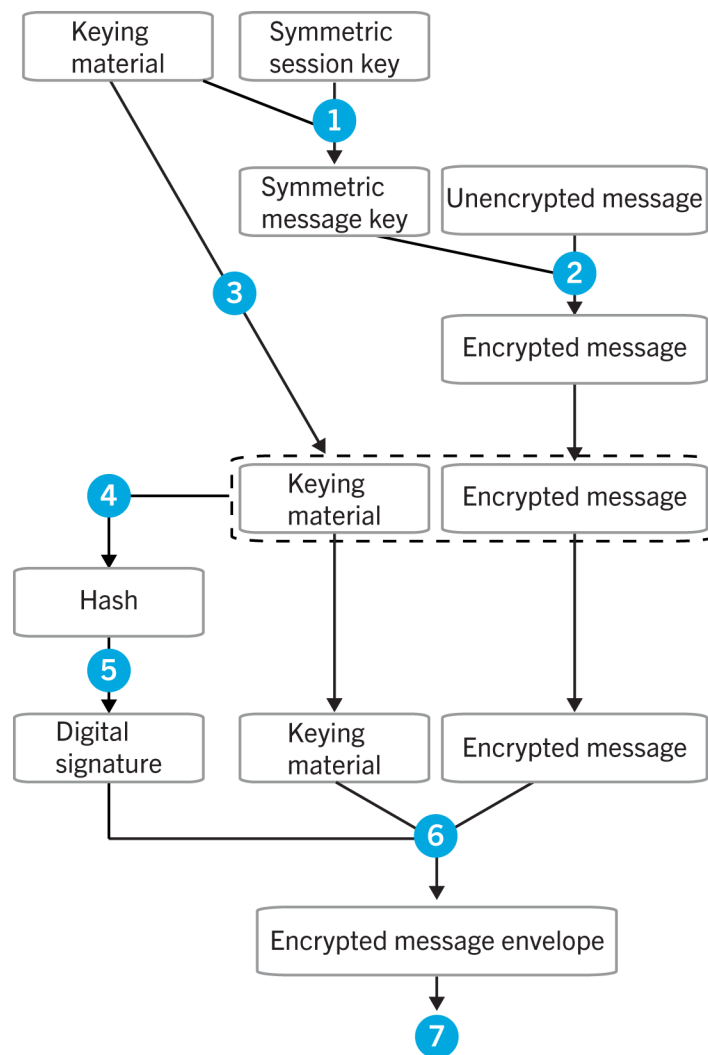 Keying
material
Symmetric
session key
1
Symmetric
message key
Unencrypted message
2
3
Encrypted message
4
Keying
material
Encrypted message
Hash
5
Digital
signature
Keying
material
Encrypted message
6
Encrypted message envelope
7